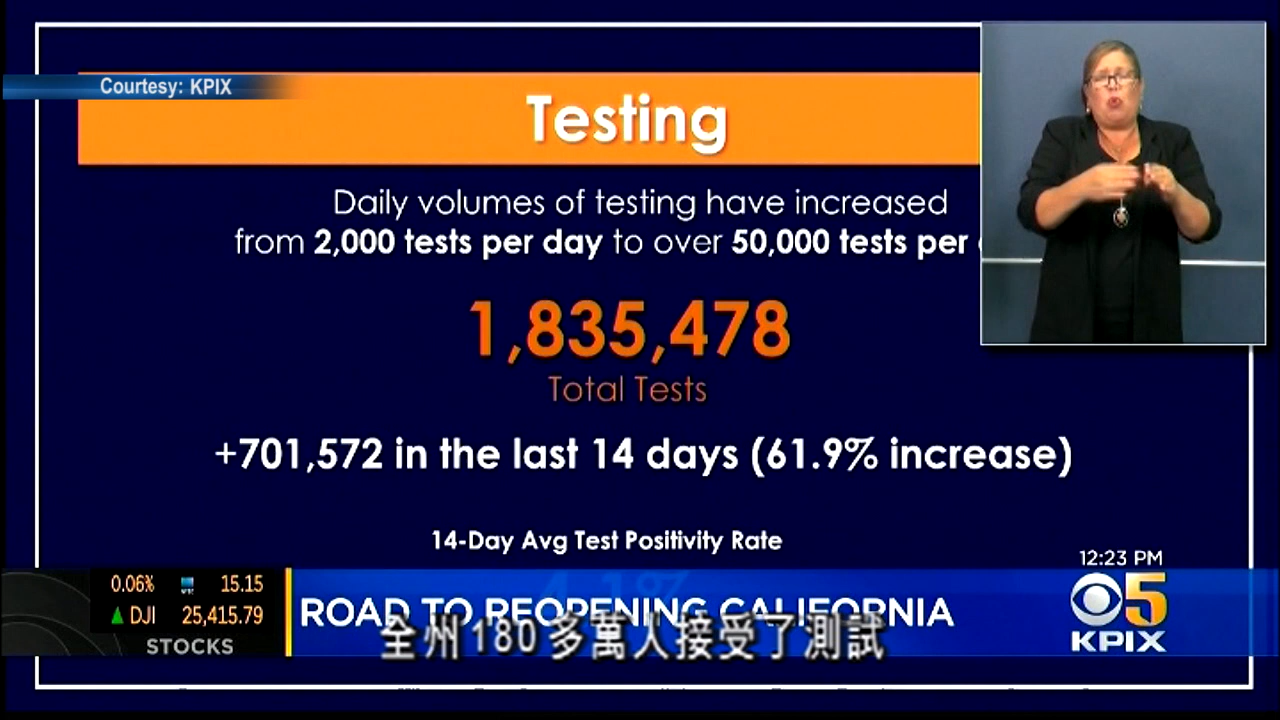 Courtesy: KPIX
Testing
Daily volumes of testing have increased
from 2,000 tests per day to over 50,000 tests per
1,835,478
Total Tests
+701,572 in the last 14 days (61.9% increase)
14-Day Avg Test Positivity Rate
12:23 PM
0.06% 15.15
DJI 25,415.79
STOCKS
ROAD TO REOPENING CALIFORNIA
5
KPIX
全州180多萬人接受了測試